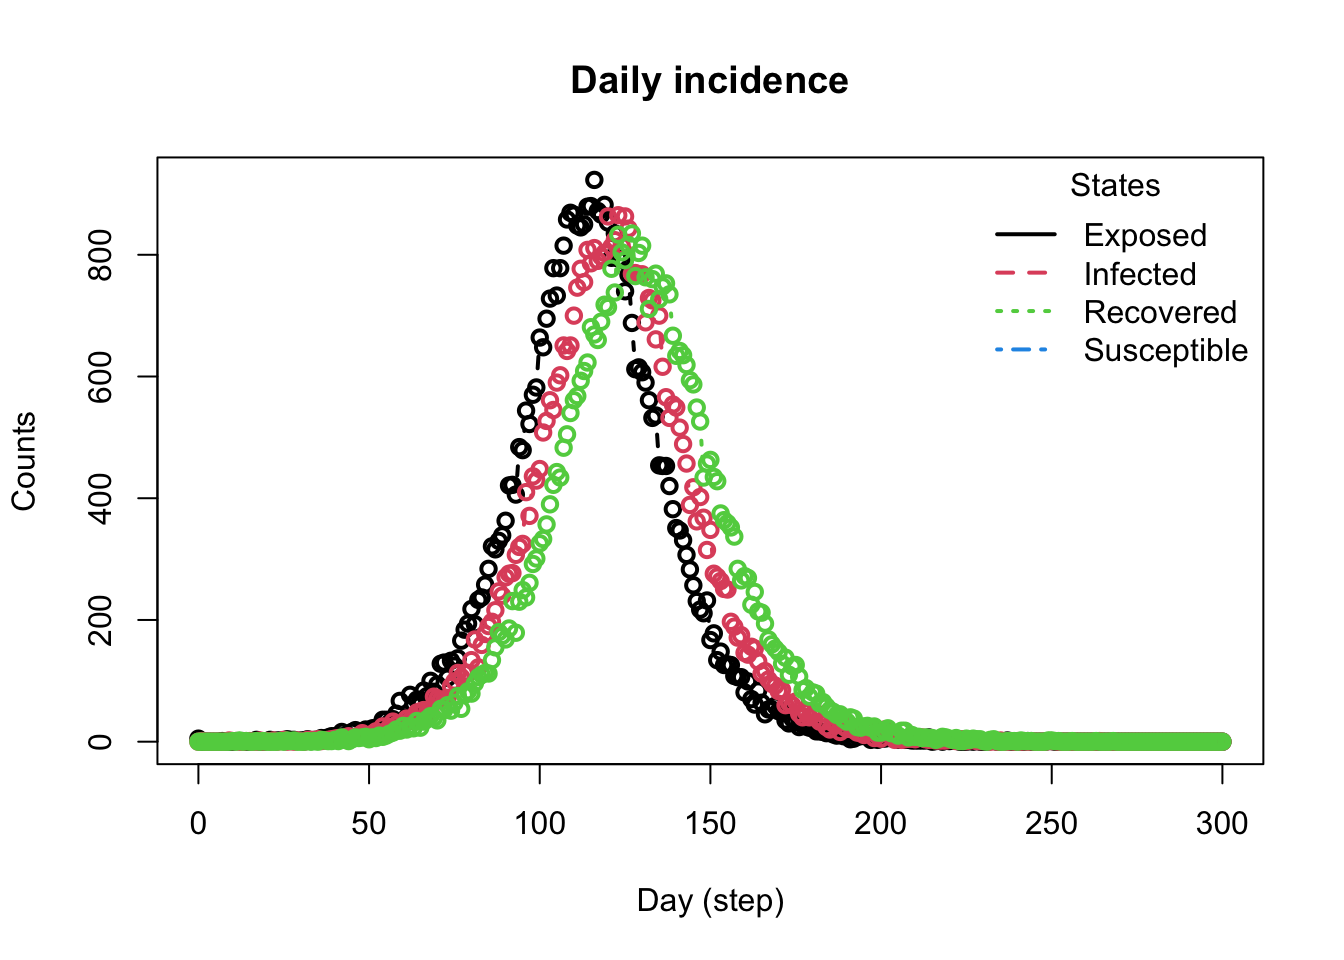 Daily incidence
States
Exposed
Infected
Recovered
Susceptible
Counts
0
200
400
600
800
0 50 100 150 200 250 300
Day (step)